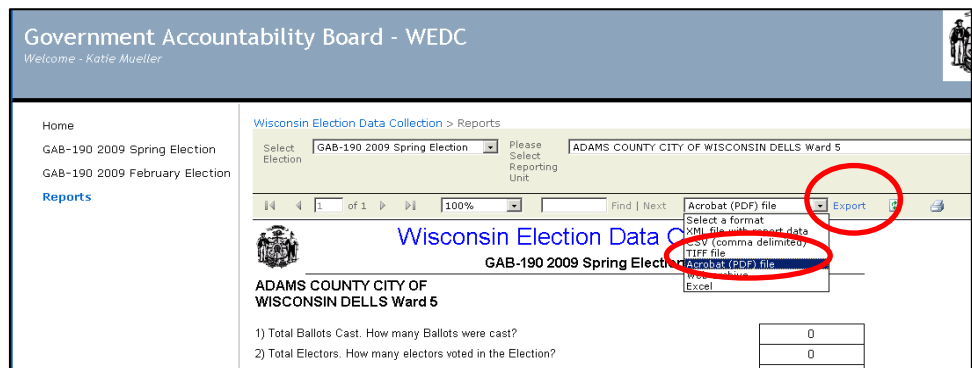 Government Accountability Board - WEDC
Welcome - Katie Mueller
Home
GAB-190 2009 Spring Election
GAB-190 2009 February Election
Reports
Wisconsin Election Data Collection > Reports
Select Election
GAB-190 2009 Spring Election
Please Select Reporting Unit
ADAMS COUNTY CITY OF WISCONSIN DELLS Ward 5
1 of 1 100% Find | Next Acrobat (PDF) file Export
Select a format
XML file with report data
CSV (comma delimited)
TIFF file
Acrobat (PDF) file
Web archive
Excel
Wisconsin Election Data C
GAB-190 2009 Spring Election
ADAMS COUNTY CITY OF
WISCONSIN DELLS Ward 5
1) Total Ballots Cast. How many Ballots were cast? 0
2) Total Electors. How many electors voted in the Election? 0